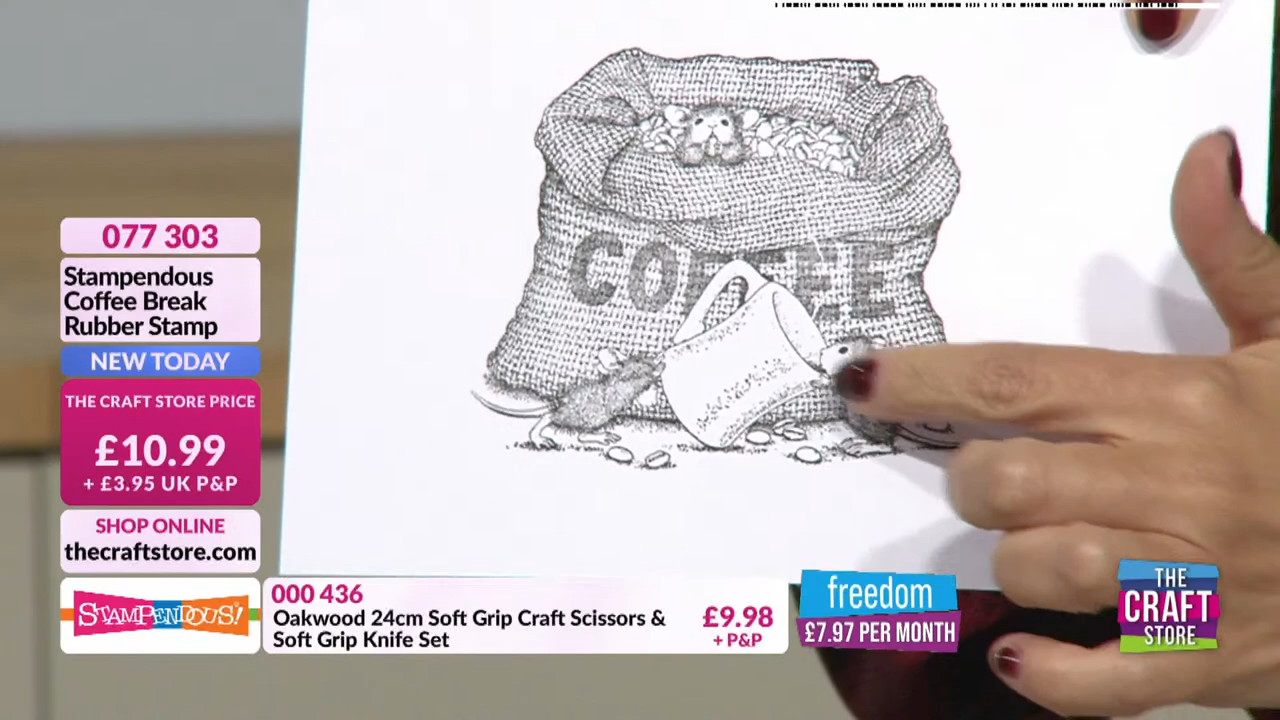 COFFEE
077 303
Stampendous
Coffee Break
Rubber Stamp
NEW TODAY
THE CRAFT STORE PRICE
£10.99
+ £3.95 UK P&P
SHOP ONLINE
thecraftstore.com
STAMPENDOUS!
000 436
Oakwood 24cm Soft Grip Craft Scissors &
Soft Grip Knife Set
£9.98
+ P&P
freedom
£7.97 PER MONTH
THE
CRAFT
STORE